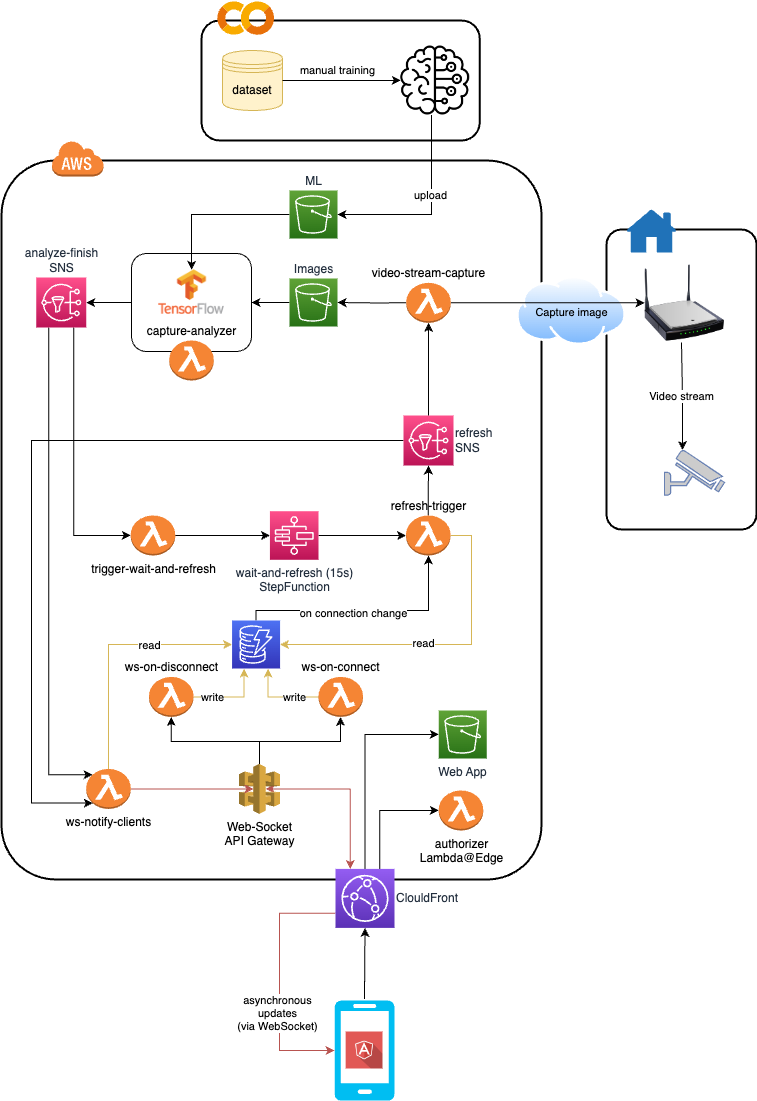 dataset
manual training
AWS
upload
ML
analyze-finish
SNS
Images
video-stream-capture
TensorFlow
capture-analyzer
Capture image
Video stream
refresh
SNS
refresh-trigger
trigger-wait-and-refresh
wait-and-refresh (15s)
StepFunction
on connection change
read
read
ws-on-disconnect
ws-on-connect
write
write
Web App
ws-notify-clients
Web-Socket
API Gateway
authorizer
Lambda@Edge
ClouldFront
asynchronous
updates
(via WebSocket)
A